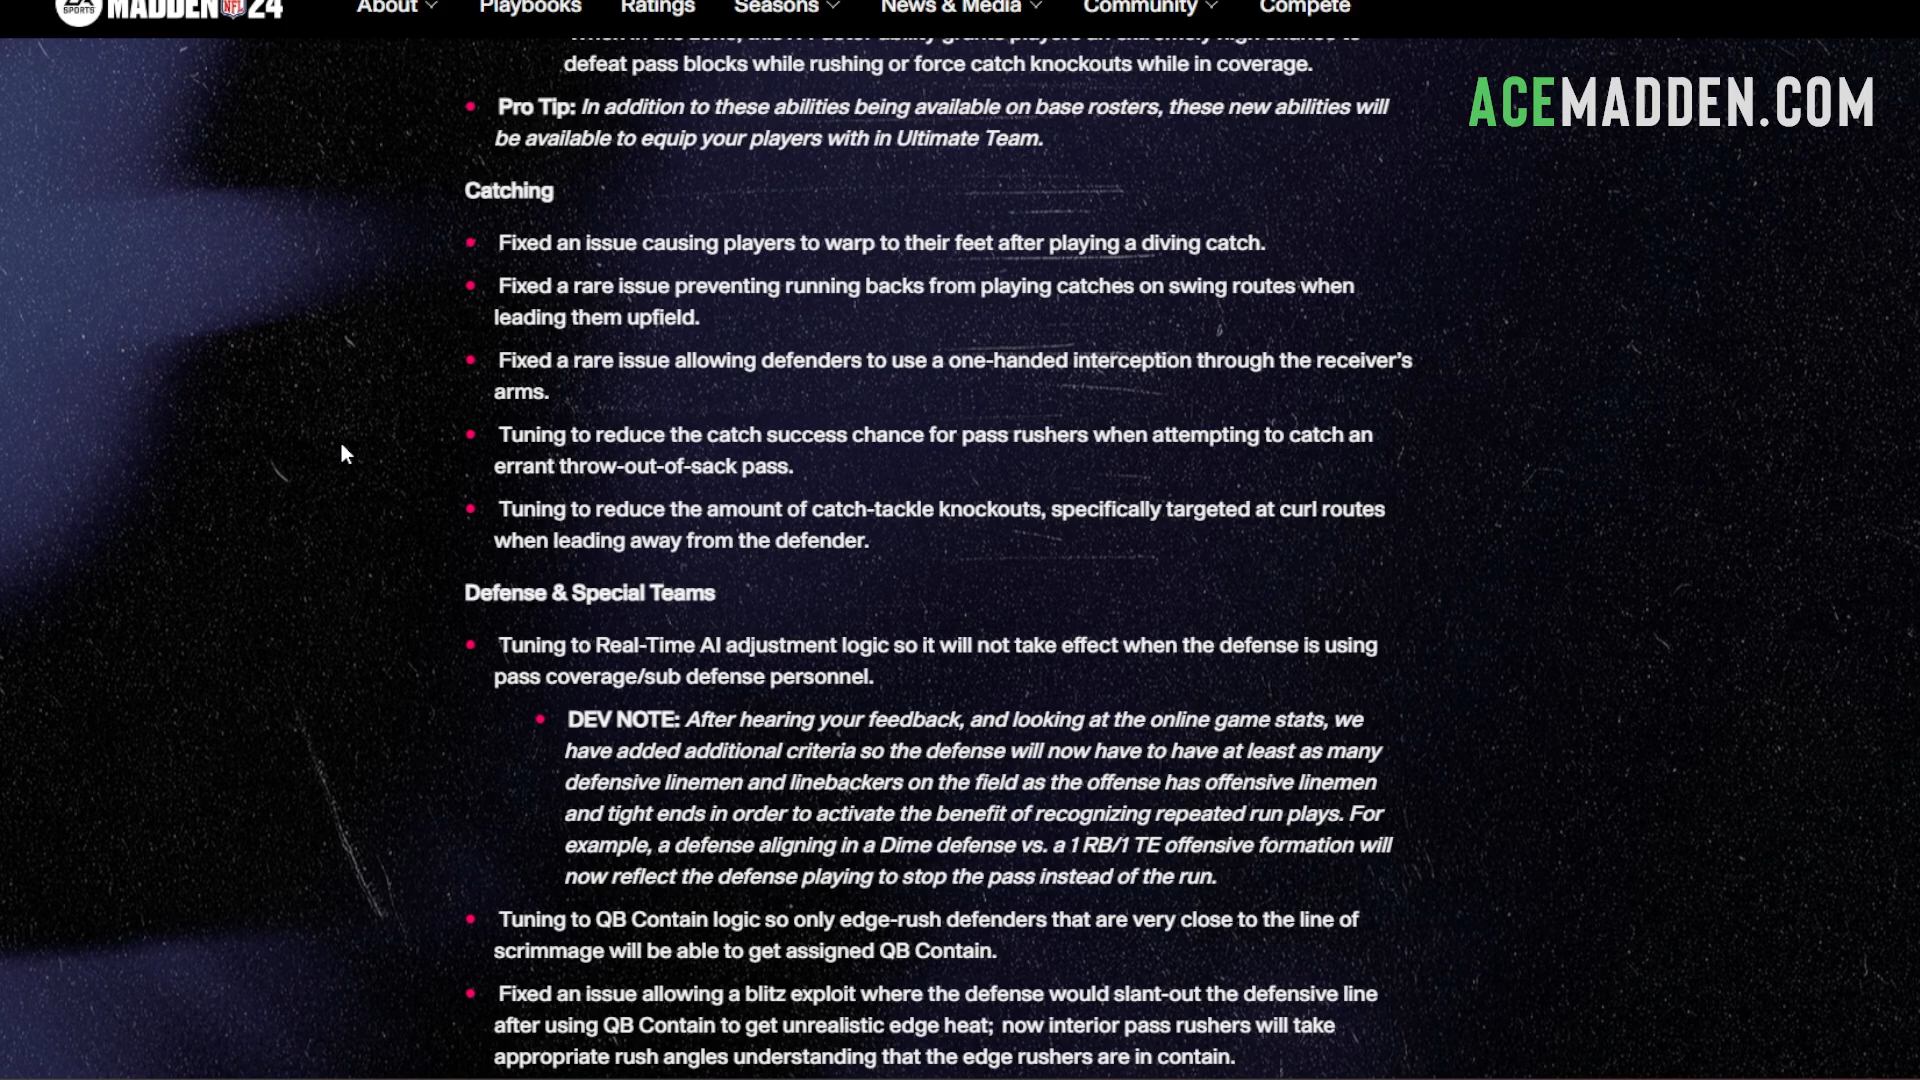 EA
SPORTS
MADDEN NFL 24
About
Playbooks
Ratings
Seasons
News & Media
Community
Compete
ACEMADDEN.COM
defeat pass blocks while rushing or force catch knockouts while in coverage.
Pro Tip: In addition to these abilities being available on base rosters, these new abilities will
be available to equip your players with in Ultimate Team.
Catching
Fixed an issue causing players to warp to their feet after playing a diving catch.
Fixed a rare issue preventing running backs from playing catches on swing routes when
leading them upfield.
Fixed a rare issue allowing defenders to use a one-handed interception through the receiver’s
arms.
Tuning to reduce the catch success chance for pass rushers when attempting to catch an
errant throw-out-of-sack pass.
Tuning to reduce the amount of catch-tackle knockouts, specifically targeted at curl routes
when leading away from the defender.
Defense & Special Teams
Tuning to Real-Time AI adjustment logic so it will not take effect when the defense is using
pass coverage/sub defense personnel.
DEV NOTE: After hearing your feedback, and looking at the online game stats, we
have added additional criteria so the defense will now have to have at least as many
defensive linemen and linebackers on the field as the offense has offensive linemen
and tight ends in order to activate the benefit of recognizing repeated run plays. For
example, a defense aligning in a Dime defense vs. a 1 RB/1 TE offensive formation will
now reflect the defense playing to stop the pass instead of the run.
Tuning to QB Contain logic so only edge-rush defenders that are very close to the line of
scrimmage will be able to get assigned QB Contain.
Fixed an issue allowing a blitz exploit where the defense would slant-out the defensive line
after using QB Contain to get unrealistic edge heat; now interior pass rushers will take
appropriate rush angles understanding that the edge rushers are in contain.